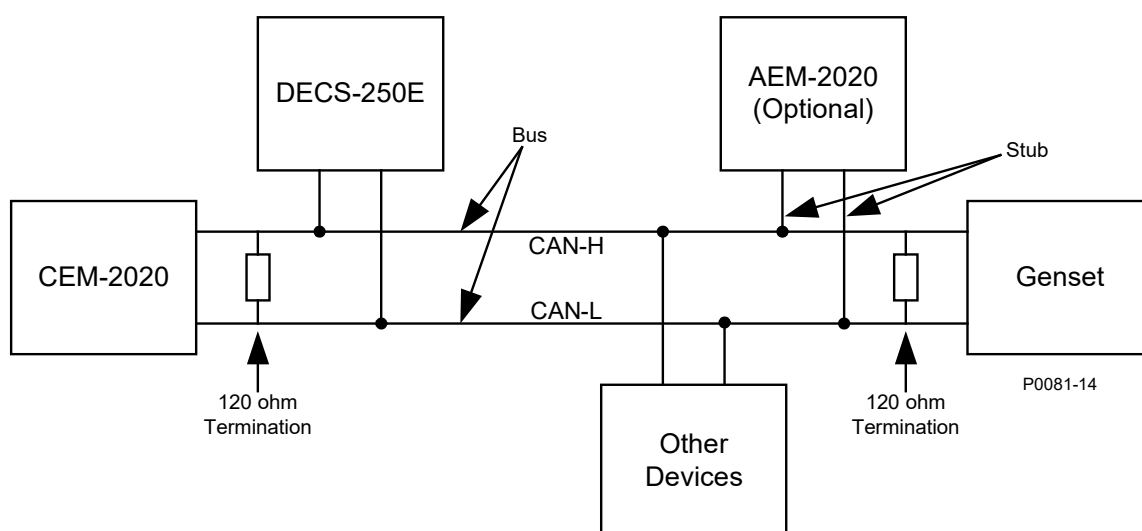 DECS-250E
AEM-2020
(Optional)
Bus
Stub
CEM-2020
CAN-H
Genset
CAN-L
P0081-14
120 ohm
Termination
120 ohm
Termination
Other
Devices